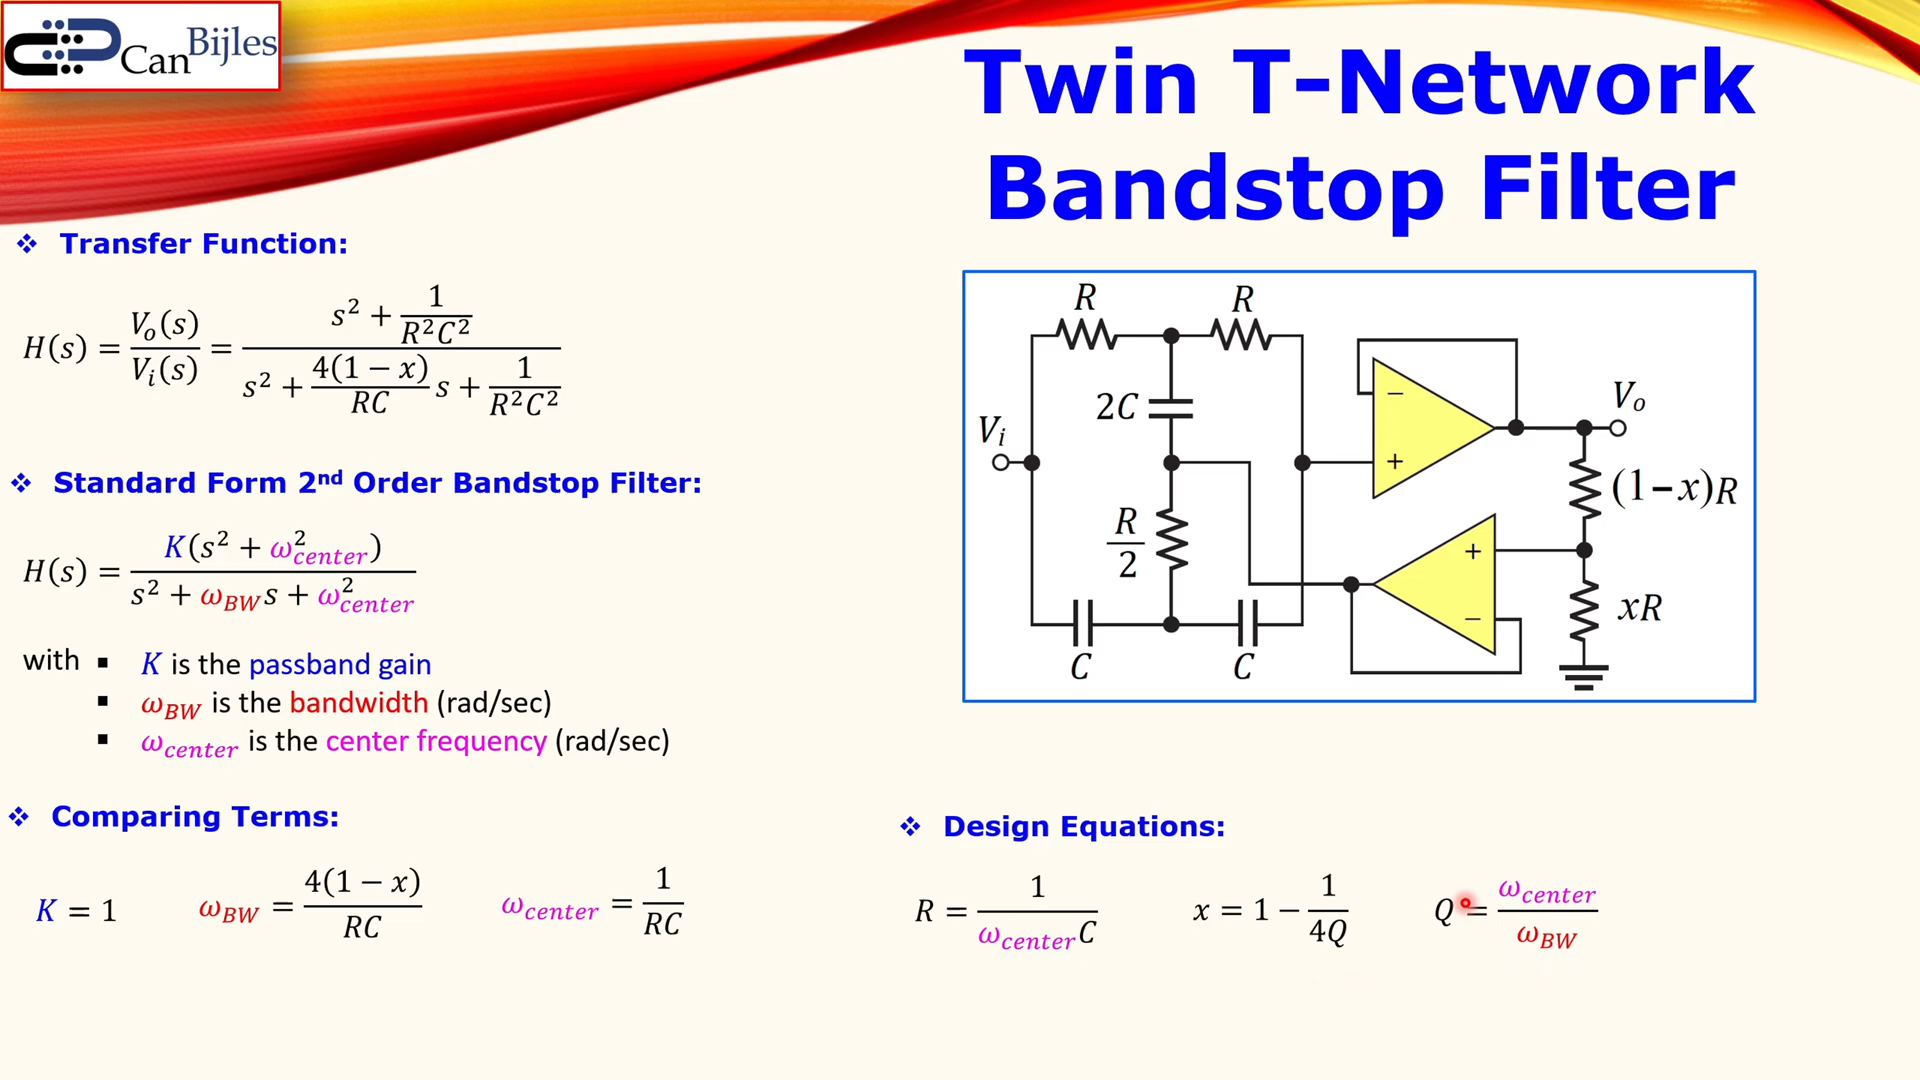 Can Bijles
Twin T-Network
Bandstop Filter
❖ Transfer Function:
H(s) = Vₒ(s)/Vᵢ(s) = (s² + 1/(R²C²)) / (s² + (4(1 − x)/RC)s + 1/(R²C²))
❖ Standard Form 2nd Order Bandstop Filter:
H(s) = K(s² + ω²center) / (s² + ωBW s + ω²center)
with ▪ K is the passband gain
▪ ωBW is the bandwidth (rad/sec)
▪ ωcenter is the center frequency (rad/sec)
❖ Comparing Terms:
K = 1 ωBW = 4(1 − x)/RC ωcenter = 1/RC
R R
2C
Vᵢ
R/2
C C
− +
Vₒ
(1−x)R
+ −
xR
❖ Design Equations:
R = 1/(ωcenter C) x = 1 − 1/(4Q) Q = ωcenter/ωBW